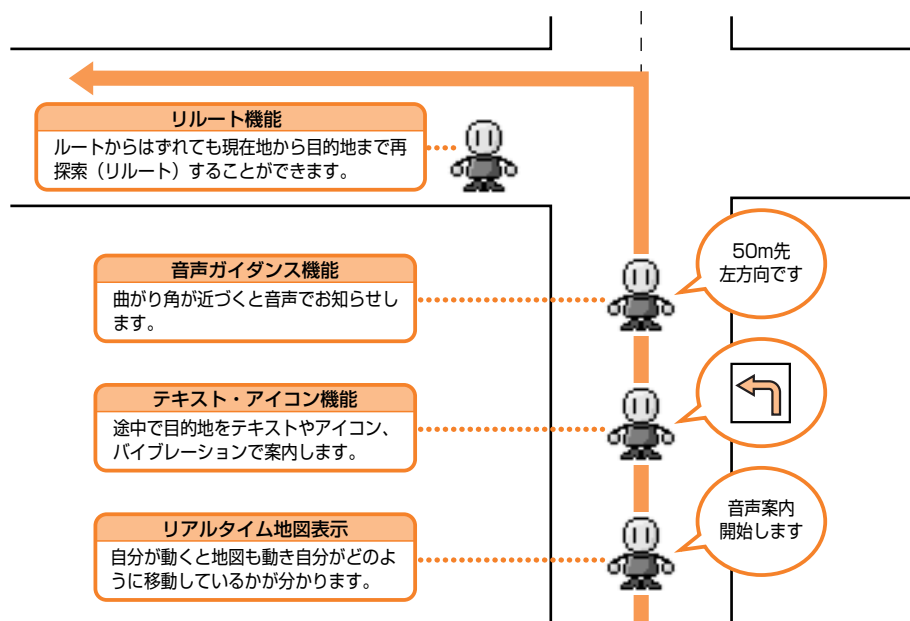 リルート機能
ルートからはずれても現在地から目的地まで再
探索（リルート）することができます。
音声ガイダンス機能
曲がり角が近づくと音声でお知らせし
ます。
50m先
左方向です
テキスト・アイコン機能
途中で目的地をテキストやアイコン、
バイブレーションで案内します。
リアルタイム地図表示
自分が動くと地図も動き自分がどのよ
うに移動しているかが分かります。
音声案内
開始します